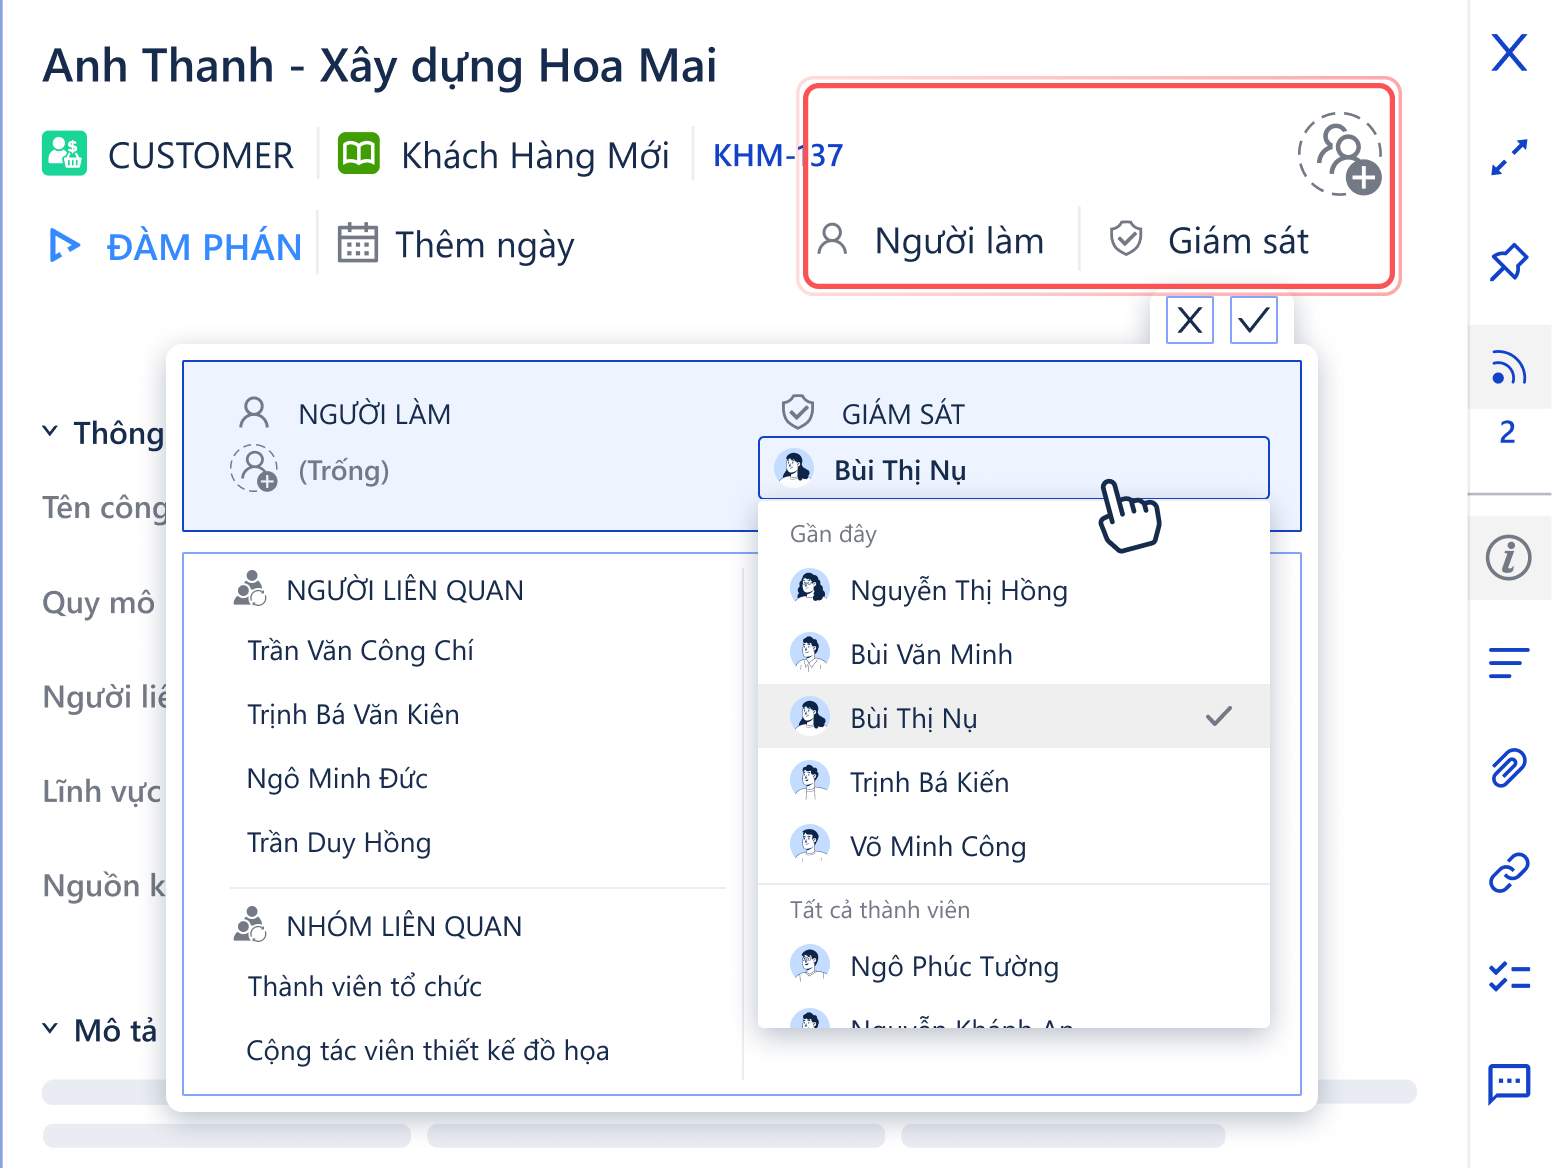 Anh Thanh - Xây dựng Hoa Mai
CUSTOMER
Khách Hàng Mới
KHM-137
ĐÀM PHÁN
Thêm ngày
Người làm
Giám sát
2
Thông
Tên công
Quy mô
Người liê
Lĩnh vực
Nguồn k
Mô tả
NGƯỜI LÀM
(Trống)
GIÁM SÁT
Bùi Thị Nụ
NGƯỜI LIÊN QUAN
Trần Văn Công Chí
Trịnh Bá Văn Kiên
Ngô Minh Đức
Trần Duy Hồng
NHÓM LIÊN QUAN
Thành viên tổ chức
Cộng tác viên thiết kế đồ họa
Gần đây
Nguyễn Thị Hồng
Bùi Văn Minh
Bùi Thị Nụ
Trịnh Bá Kiến
Võ Minh Công
Tất cả thành viên
Ngô Phúc Tường
Nguyễn Khánh An